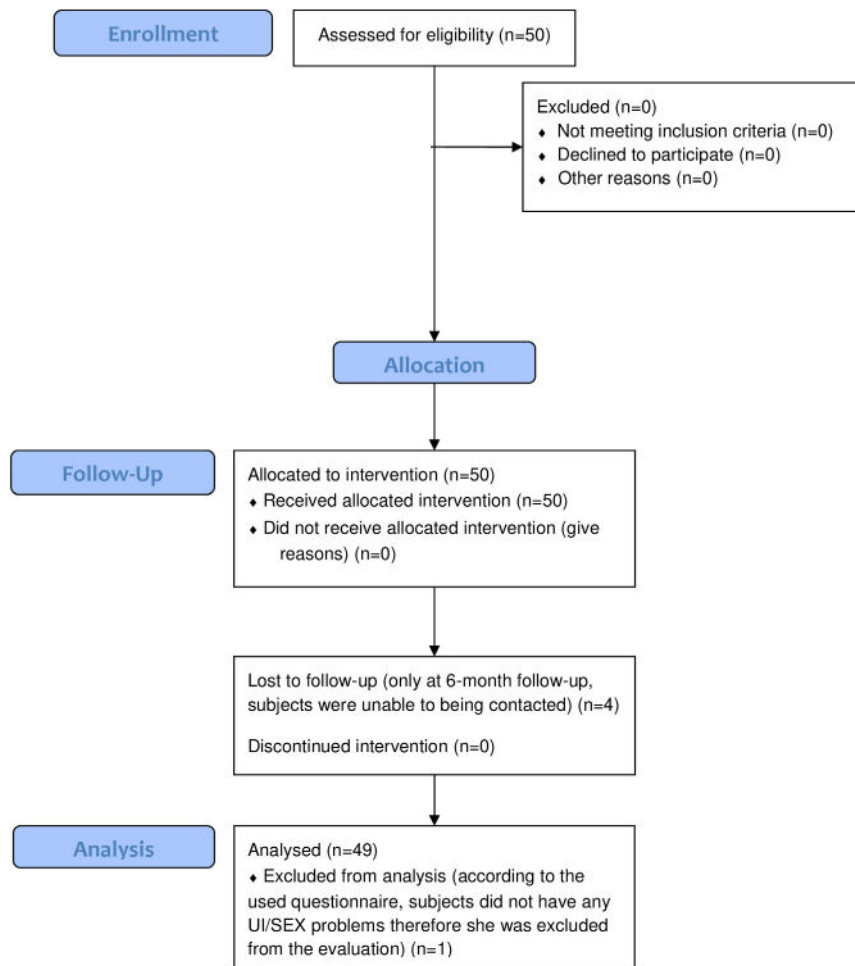 Enrollment
Assessed for eligibility (n=50)
Excluded (n=0)
♦ Not meeting inclusion criteria (n=0)
♦ Declined to participate (n=0)
♦ Other reasons (n=0)
Allocation
Follow-Up
Allocated to intervention (n=50)
♦ Received allocated intervention (n=50)
♦ Did not receive allocated intervention (give
reasons) (n=0)
Lost to follow-up (only at 6-month follow-up,
subjects were unable to being contacted) (n=4)
Discontinued intervention (n=0)
Analysis
Analysed (n=49)
♦ Excluded from analysis (according to the
used questionnaire, subjects did not have any
UI/SEX problems therefore she was excluded
from the evaluation) (n=1)